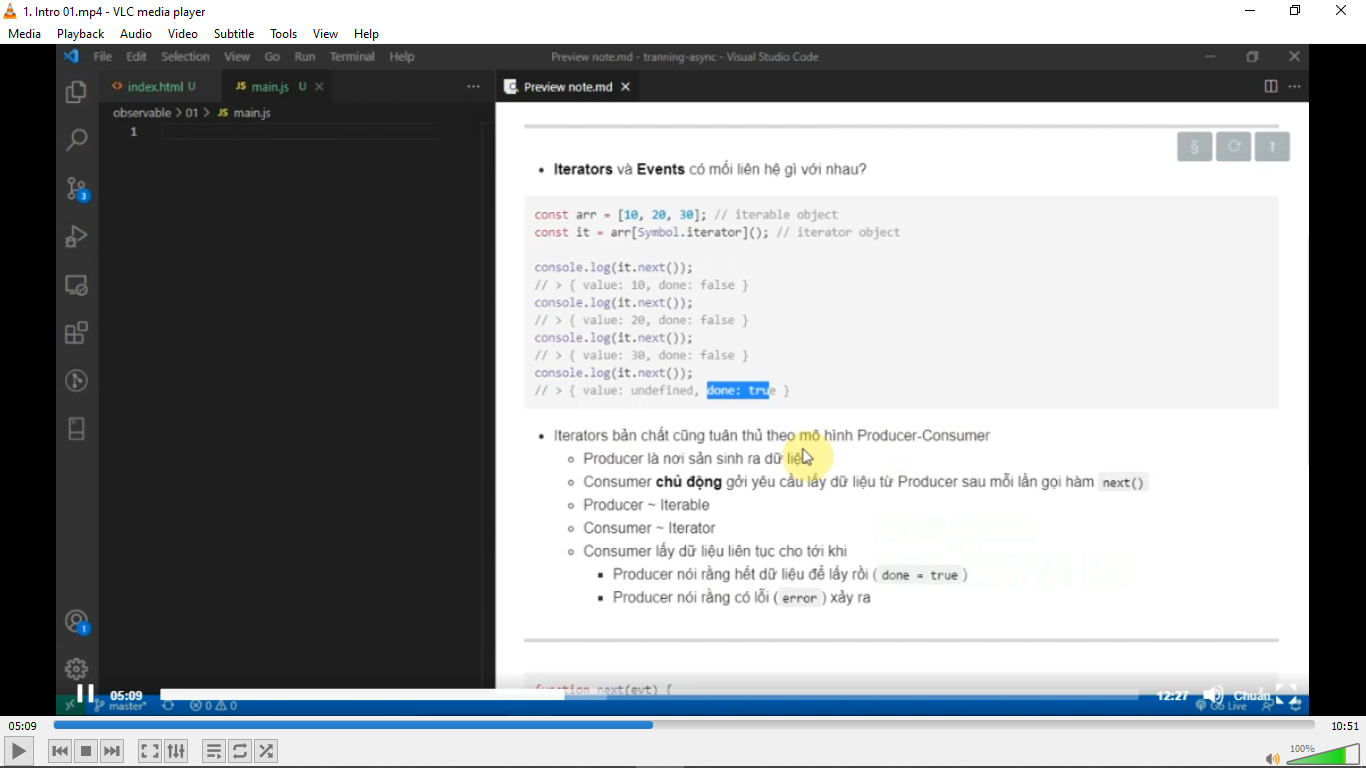 1. Intro 01.mp4 - VLC media player
Media Playback Audio Video Subtitle Tools View Help
File Edit Selection View Go Run Terminal Help Preview note.md - tranning-async - Visual Studio Code
index.html U JS main.js U Preview note.md
observable > 01 > JS main.js
1
§
• Iterators và Events có mối liên hệ gì với nhau?
const arr = [10, 20, 30]; // iterable object
const it = arr[Symbol.iterator](); // iterator object
console.log(it.next());
// > { value: 10, done: false }
console.log(it.next());
// > { value: 20, done: false }
console.log(it.next());
// > { value: 30, done: false }
console.log(it.next());
// > { value: undefined, done: true }
• Iterators bản chất cũng tuân thủ theo mô hình Producer-Consumer
Producer là nơi sản sinh ra dữ liệu
Consumer chủ động gởi yêu cầu lấy dữ liệu từ Producer sau mỗi lần gọi hàm next()
Producer ~ Iterable
Consumer ~ Iterator
Consumer lấy dữ liệu liên tục cho tới khi
Producer nói rằng hết dữ liệu để lấy rồi ( done = true )
Producer nói rằng có lỗi ( error ) xảy ra
function next(evt) {
3
1
05:09 12:27 Chuẩn
master* 0 0 Go Live
05:09 10:51
100%